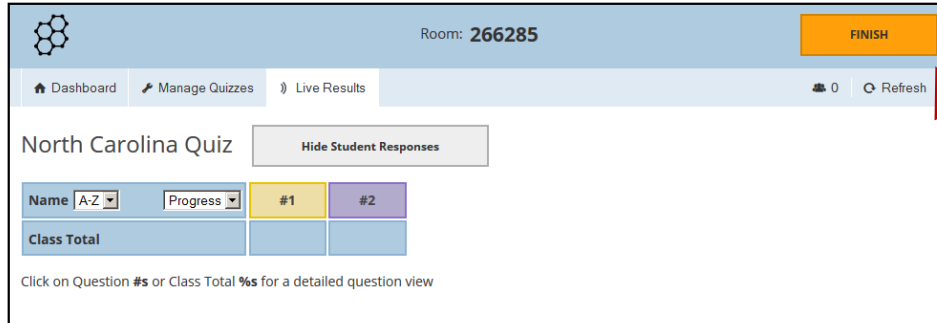 Room: 266285
FINISH
Dashboard Manage Quizzes Live Results 0 Refresh
North Carolina Quiz Hide Student Responses
Name A-Z Progress #1 #2
Class Total
Click on Question #s or Class Total %s for a detailed question view